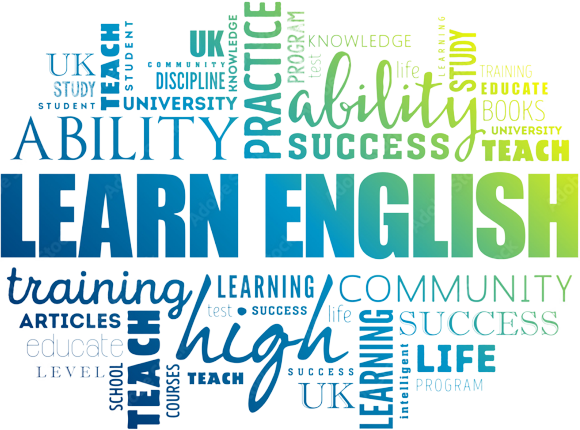 UK
STUDY
STUDENT
TEACH
STUDENT
UK
COMMUNITY
DISCIPLINE
KNOWLEDGE
UNIVERSITY
ABILITY
PRACTICE
PROGRAM
KNOWLEDGE
test
life
ability
SUCCESS
LEARNING
STUDY
TRAINING
EDUCATE
BOOKS
UNIVERSITY
TEACH
LEARN ENGLISH
training
ARTICLES
educate
LEVEL
SCHOOL
TEACH
COURSES
LEARNING
test
SUCCESS
life
high
TEACH
SUCCESS
UK
COMMUNITY
LEARNING
SUCCESS
intelligent
LIFE
PROGRAM